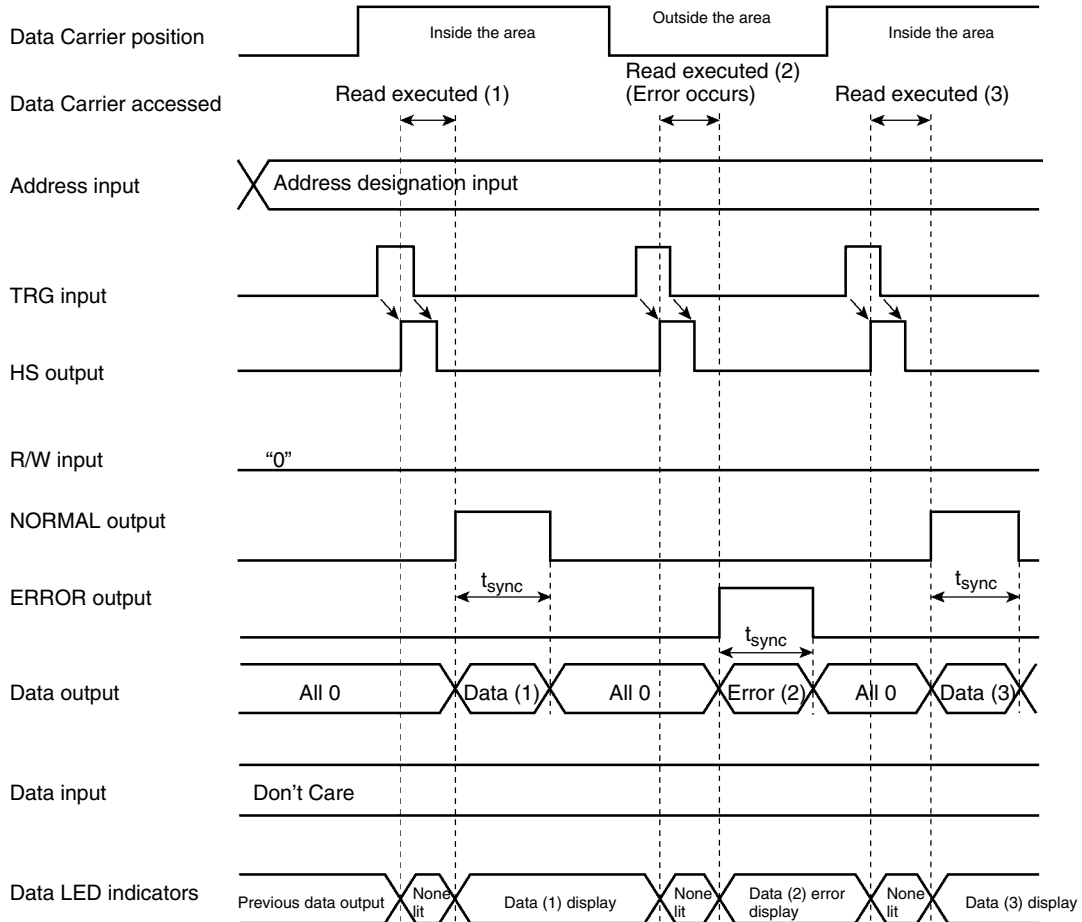 Data Carrier position
Inside the area
Outside the area
Inside the area
Data Carrier accessed
Read executed (1)
Read executed (2)
(Error occurs)
Read executed (3)
Address input
Address designation input
TRG input
HS output
R/W input
“0”
NORMAL output
tsync
tsync
ERROR output
tsync
Data output
All 0
Data (1)
All 0
Error (2)
All 0
Data (3)
Data input
Don’t Care
Data LED indicators
Previous data output
None
lit
Data (1) display
None
lit
Data (2) error
display
None
lit
Data (3) display